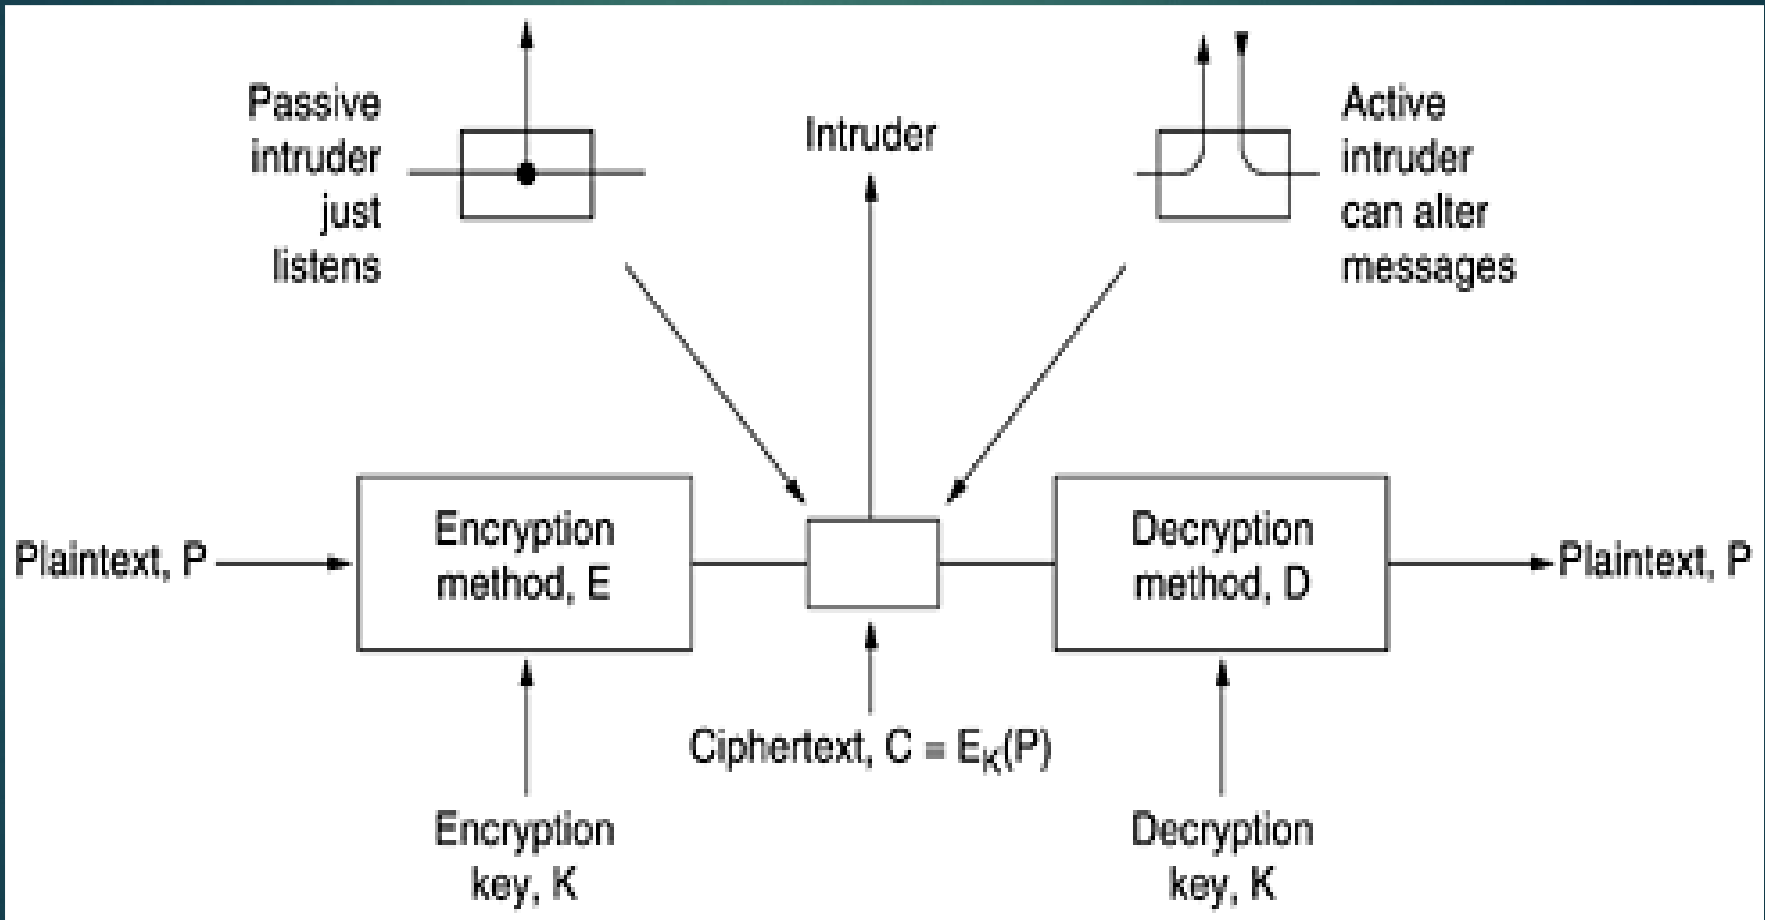 Passive
intruder
just
listens
Intruder
Active
intruder
can alter
messages
Plaintext, P
Encryption
method, E
Decryption
method, D
Plaintext, P
Ciphertext, C = E_K(P)
Encryption
key, K
Decryption
key, K